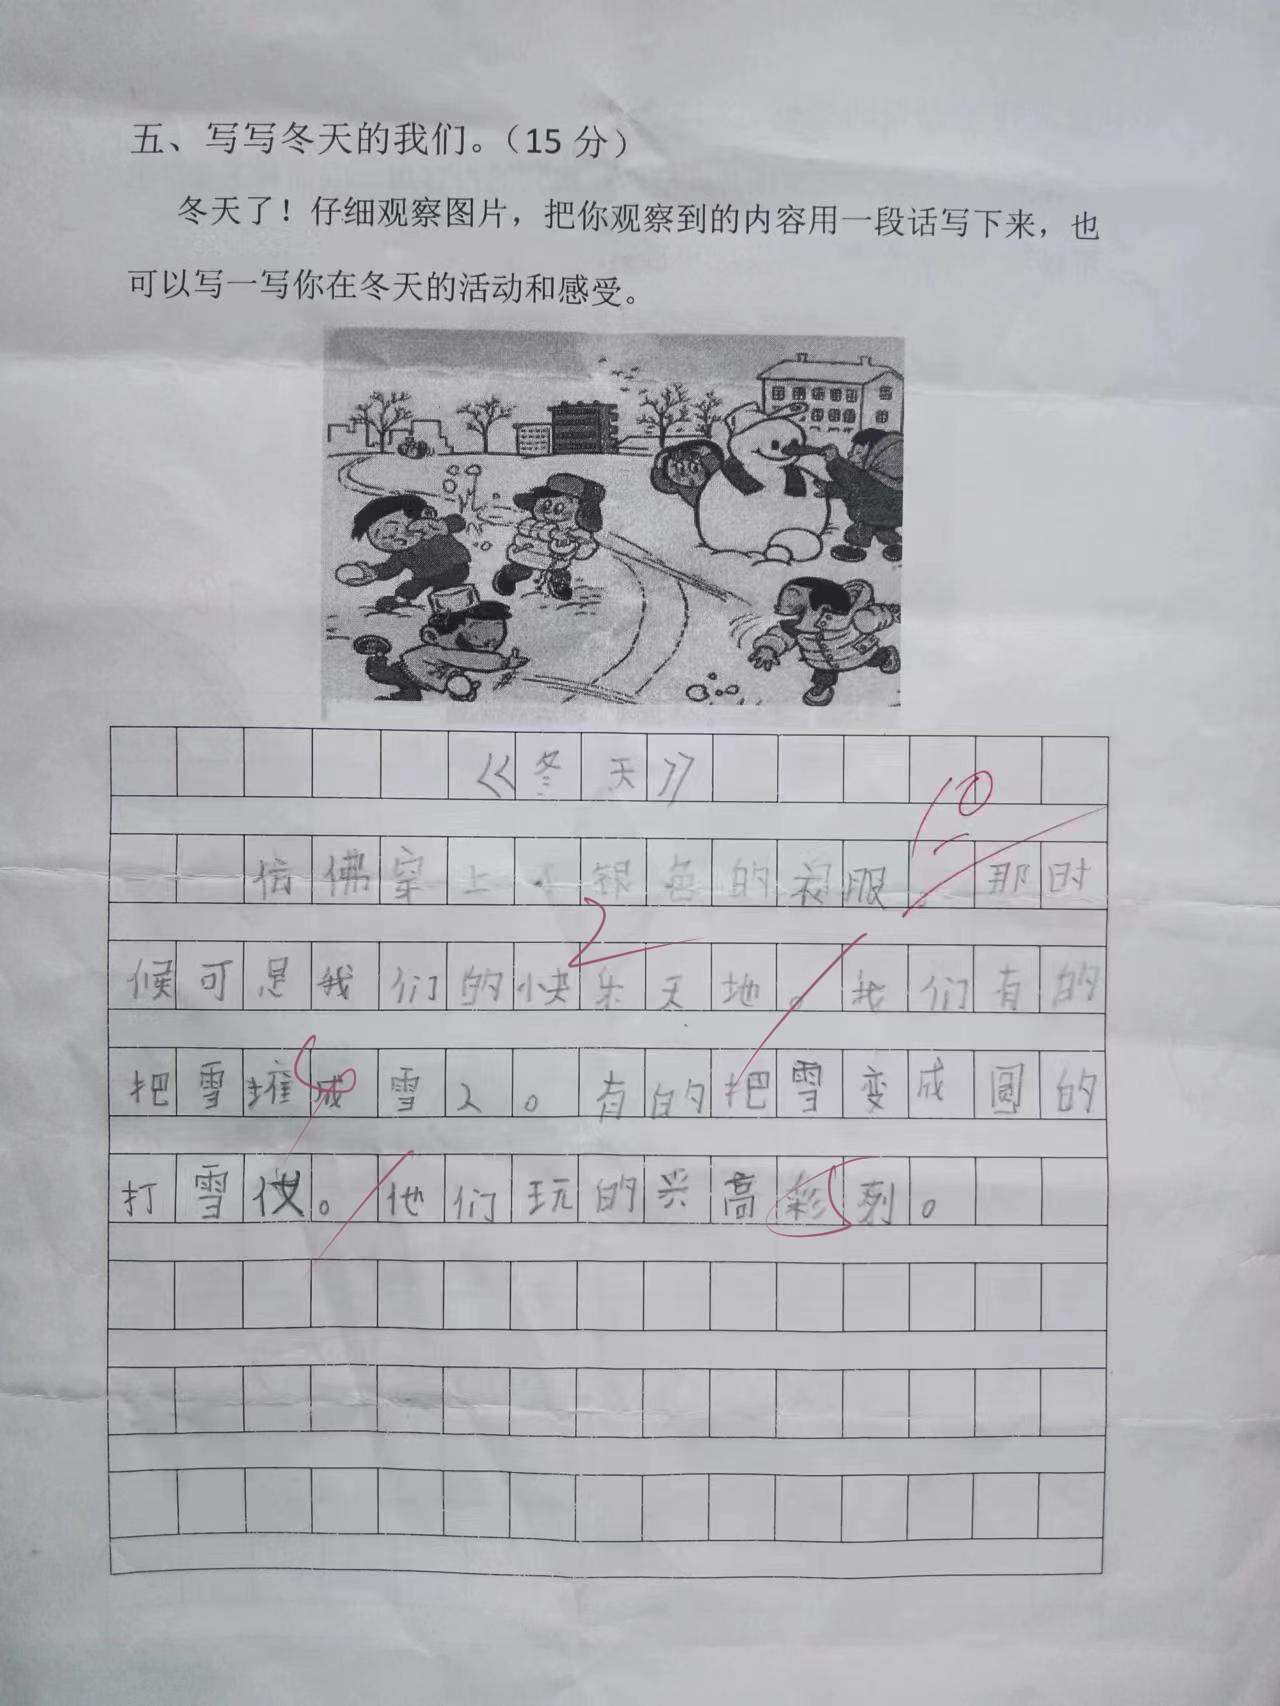 五、写写冬天的我们。（15 分）
冬天了！仔细观察图片，把你观察到的内容用一段话写下来，也
可以写一写你在冬天的活动和感受。
《冬天》
10
佛穿上小银色的衣服。那时
候可是我们的快乐天地。我们有的
把雪堆成雪人。有的把雪变成圆的
打雪仗。他们玩的兴高彩列。